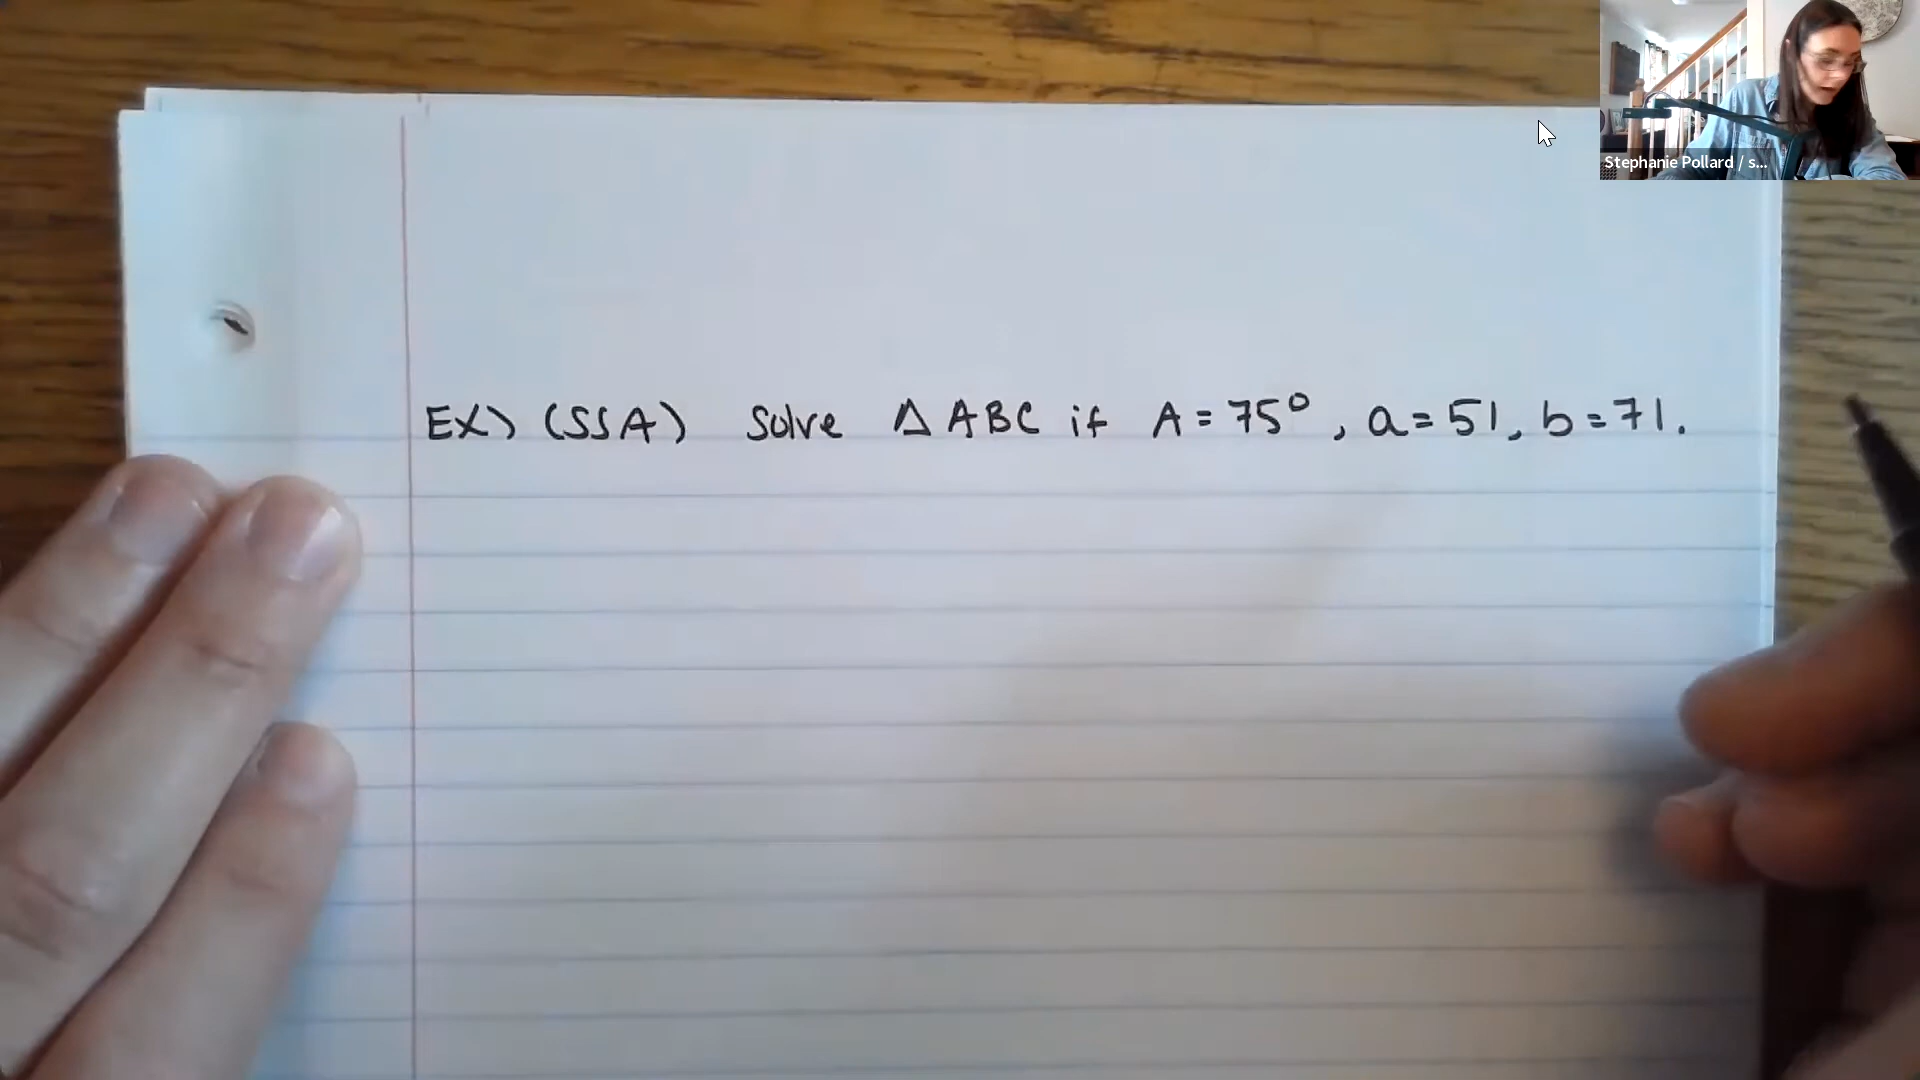 Stephanie Pollard / s...
EX) (SSA) Solve △ ABC if A = 75°, a = 51, b = 71.